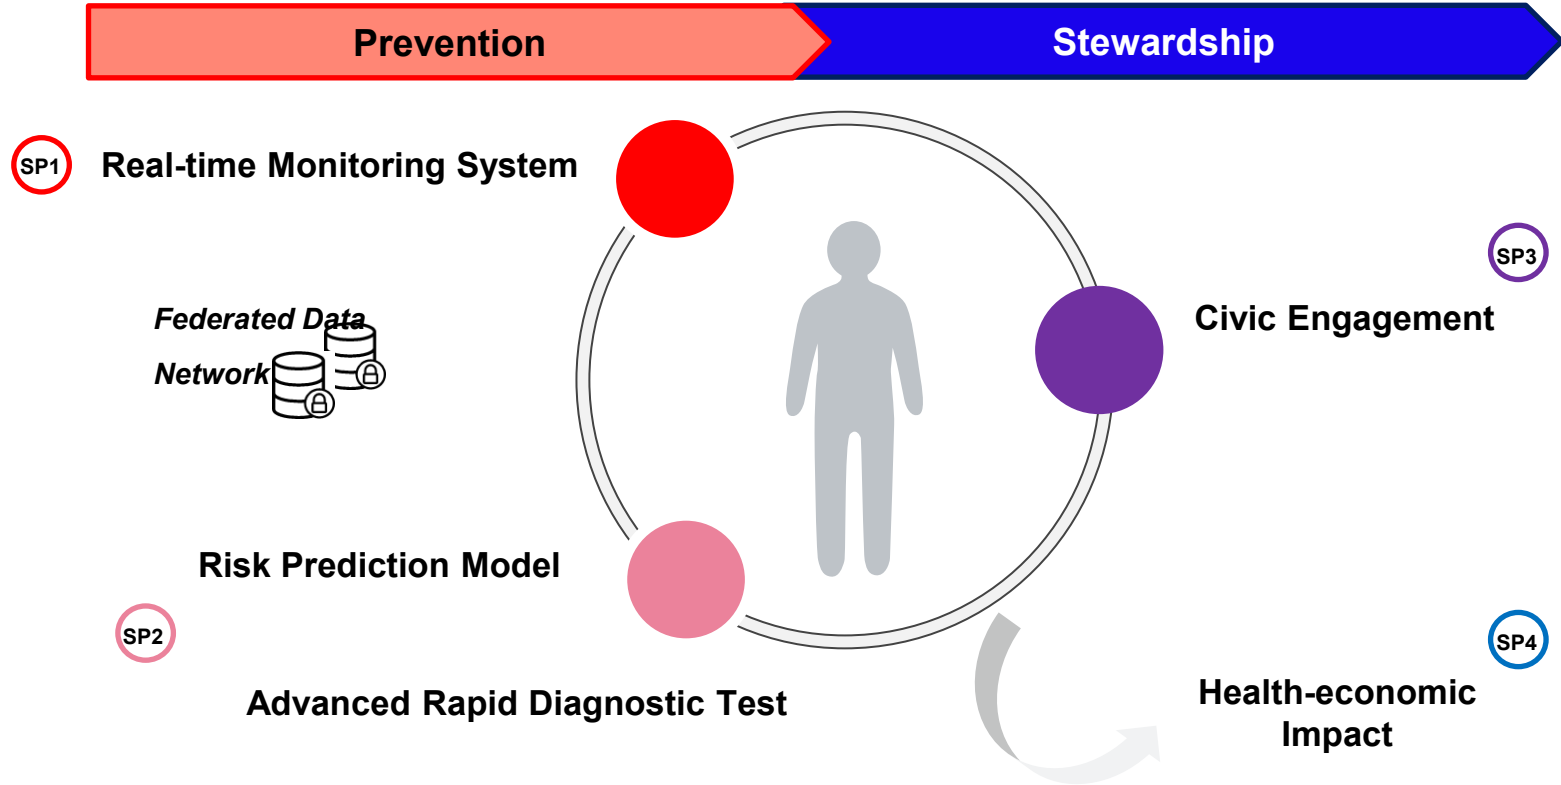 Prevention
Stewardship
SP1
Real-time Monitoring System
SP3
Civic Engagement
Federated Data
Network
Risk Prediction Model
SP2
Advanced Rapid Diagnostic Test
SP4
Health-economic
Impact